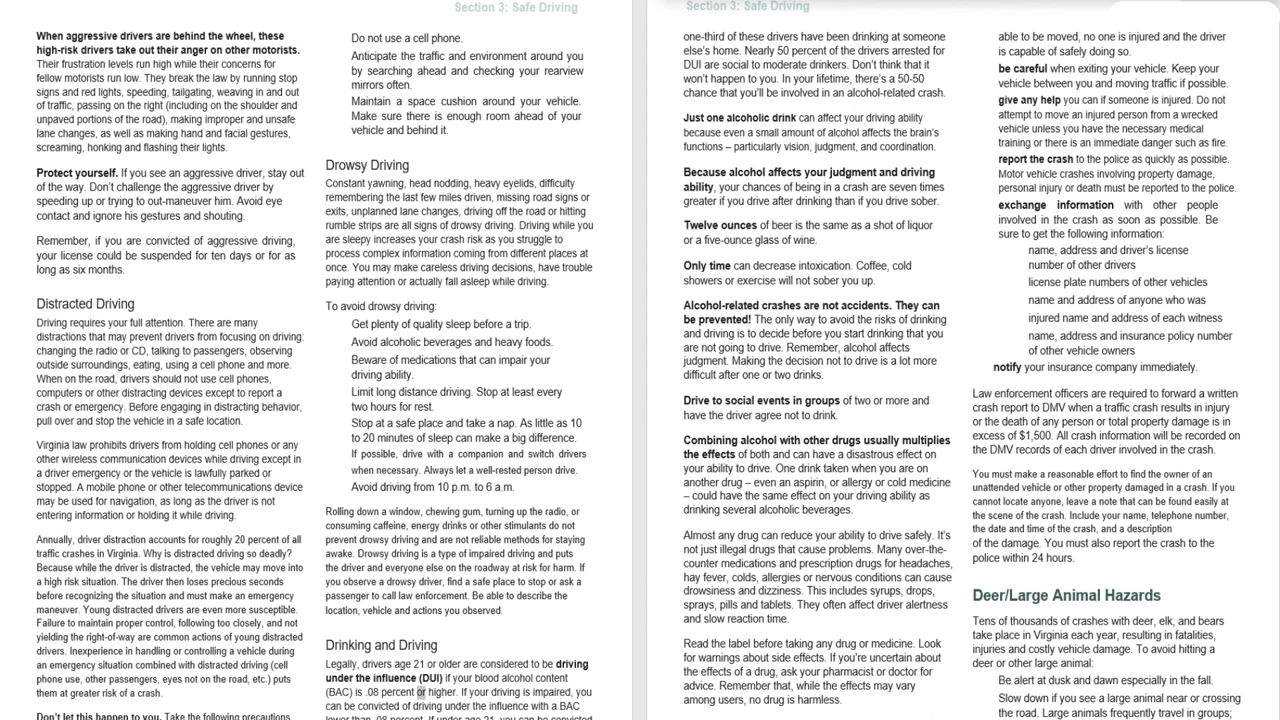 Section 3: Safe Driving
When aggressive drivers are behind the wheel, these
high-risk drivers take out their anger on other motorists.
Their frustration levels run high while their concerns for
fellow motorists run low. They break the law by running stop
signs and red lights, speeding, tailgating, weaving in and out
of traffic, passing on the right (including on the shoulder and
unpaved portions of the road), making improper and unsafe
lane changes, as well as making hand and facial gestures,
screaming, honking and flashing their lights.
Protect yourself. If you see an aggressive driver, stay out
of the way. Don't challenge the aggressive driver by
speeding up or trying to out-maneuver him. Avoid eye
contact and ignore his gestures and shouting.
Remember, if you are convicted of aggressive driving,
your license could be suspended for ten days or for as
long as six months.
Distracted Driving
Driving requires your full attention. There are many
distractions that may prevent drivers from focusing on driving:
changing the radio or CD, talking to passengers, observing
outside surroundings, eating, using a cell phone and more.
When on the road, drivers should not use cell phones,
computers or other distracting devices except to report a
crash or emergency. Before engaging in distracting behavior,
pull over and stop the vehicle in a safe location.
Virginia law prohibits drivers from holding cell phones or any
other wireless communication devices while driving except in
a driver emergency or the vehicle is lawfully parked or
stopped. A mobile phone or other telecommunications device
may be used for navigation, as long as the driver is not
entering information or holding it while driving.
Annually, driver distraction accounts for roughly 20 percent of all
traffic crashes in Virginia. Why is distracted driving so deadly?
Because while the driver is distracted, the vehicle may move into
a high risk situation. The driver then loses precious seconds
before recognizing the situation and must make an emergency
maneuver. Young distracted drivers are even more susceptible.
Failure to maintain proper control, following too closely, and not
yielding the right-of-way are common actions of young distracted
drivers. Inexperience in handling or controlling a vehicle during
an emergency situation combined with distracted driving (cell
phone use, other passengers, eyes not on the road, etc.) puts
them at greater risk of a crash.
Don't let this happen to you. Take the following precautions
Do not use a cell phone.
Anticipate the traffic and environment around you
by searching ahead and checking your rearview
mirrors often.
Maintain a space cushion around your vehicle.
Make sure there is enough room ahead of your
vehicle and behind it.
Drowsy Driving
Constant yawning, head nodding, heavy eyelids, difficulty
remembering the last few miles driven, missing road signs or
exits, unplanned lane changes, driving off the road or hitting
rumble strips are all signs of drowsy driving. Driving while you
are sleepy increases your crash risk as you struggle to
process complex information coming from different places at
once. You may make careless driving decisions, have trouble
paying attention or actually fall asleep while driving.
To avoid drowsy driving:
Get plenty of quality sleep before a trip.
Avoid alcoholic beverages and heavy foods.
Beware of medications that can impair your
driving ability.
Limit long distance driving. Stop at least every
two hours for rest.
Stop at a safe place and take a nap. As little as 10
to 20 minutes of sleep can make a big difference.
If possible, drive with a companion and switch drivers
when necessary. Always let a well-rested person drive.
Avoid driving from 10 p.m. to 6 a.m.
Rolling down a window, chewing gum, turning up the radio, or
consuming caffeine, energy drinks or other stimulants do not
prevent drowsy driving and are not reliable methods for staying
awake. Drowsy driving is a type of impaired driving and puts
the driver and everyone else on the roadway at risk for harm. If
you observe a drowsy driver, find a safe place to stop or ask a
passenger to call law enforcement. Be able to describe the
location, vehicle and actions you observed.
Drinking and Driving
Legally, drivers age 21 or older are considered to be driving
under the influence (DUI) if your blood alcohol content
(BAC) is .08 percent or higher. If your driving is impaired, you
can be convicted of driving under the influence with a BAC
lower than .08 percent. If under age 21, you can be convicted
Section 3: Safe Driving
one-third of these drivers have been drinking at someone
else's home. Nearly 50 percent of the drivers arrested for
DUI are social to moderate drinkers. Don't think that it
won't happen to you. In your lifetime, there's a 50-50
chance that you'll be involved in an alcohol-related crash.
Just one alcoholic drink can affect your driving ability
because even a small amount of alcohol affects the brain's
functions – particularly vision, judgment, and coordination.
Because alcohol affects your judgment and driving
ability, your chances of being in a crash are seven times
greater if you drive after drinking than if you drive sober.
Twelve ounces of beer is the same as a shot of liquor
or a five-ounce glass of wine.
Only time can decrease intoxication. Coffee, cold
showers or exercise will not sober you up.
Alcohol-related crashes are not accidents. They can
be prevented! The only way to avoid the risks of drinking
and driving is to decide before you start drinking that you
are not going to drive. Remember, alcohol affects
judgment. Making the decision not to drive is a lot more
difficult after one or two drinks.
Drive to social events in groups of two or more and
have the driver agree not to drink.
Combining alcohol with other drugs usually multiplies
the effects of both and can have a disastrous effect on
your ability to drive. One drink taken when you are on
another drug – even an aspirin, or allergy or cold medicine
– could have the same effect on your driving ability as
drinking several alcoholic beverages.
Almost any drug can reduce your ability to drive safely. It's
not just illegal drugs that cause problems. Many over-the-
counter medications and prescription drugs for headaches,
hay fever, colds, allergies or nervous conditions can cause
drowsiness and dizziness. This includes syrups, drops,
sprays, pills and tablets. They often affect driver alertness
and slow reaction time.
Read the label before taking any drug or medicine. Look
for warnings about side effects. If you're uncertain about
the effects of a drug, ask your pharmacist or doctor for
advice. Remember that, while the effects may vary
among users, no drug is harmless.
able to be moved, no one is injured and the driver
is capable of safely doing so.
be careful when exiting your vehicle. Keep your
vehicle between you and moving traffic if possible.
give any help you can if someone is injured. Do not
attempt to move an injured person from a wrecked
vehicle unless you have the necessary medical
training or there is an immediate danger such as fire.
report the crash to the police as quickly as possible.
Motor vehicle crashes involving property damage,
personal injury or death must be reported to the police.
exchange information with other people
involved in the crash as soon as possible. Be
sure to get the following information:
name, address and driver's license
number of other drivers
license plate numbers of other vehicles
name and address of anyone who was
injured name and address of each witness
name, address and insurance policy number
of other vehicle owners
notify your insurance company immediately.
Law enforcement officers are required to forward a written
crash report to DMV when a traffic crash results in injury
or the death of any person or total property damage is in
excess of $1,500. All crash information will be recorded on
the DMV records of each driver involved in the crash.
You must make a reasonable effort to find the owner of an
unattended vehicle or other property damaged in a crash. If you
cannot locate anyone, leave a note that can be found easily at
the scene of the crash. Include your name, telephone number,
the date and time of the crash, and a description
of the damage. You must also report the crash to the
police within 24 hours.
Deer/Large Animal Hazards
Tens of thousands of crashes with deer, elk, and bears
take place in Virginia each year, resulting in fatalities,
injuries and costly vehicle damage. To avoid hitting a
deer or other large animal:
Be alert at dusk and dawn especially in the fall.
Slow down if you see a large animal near or crossing
the road. Large animals frequently travel in groups;